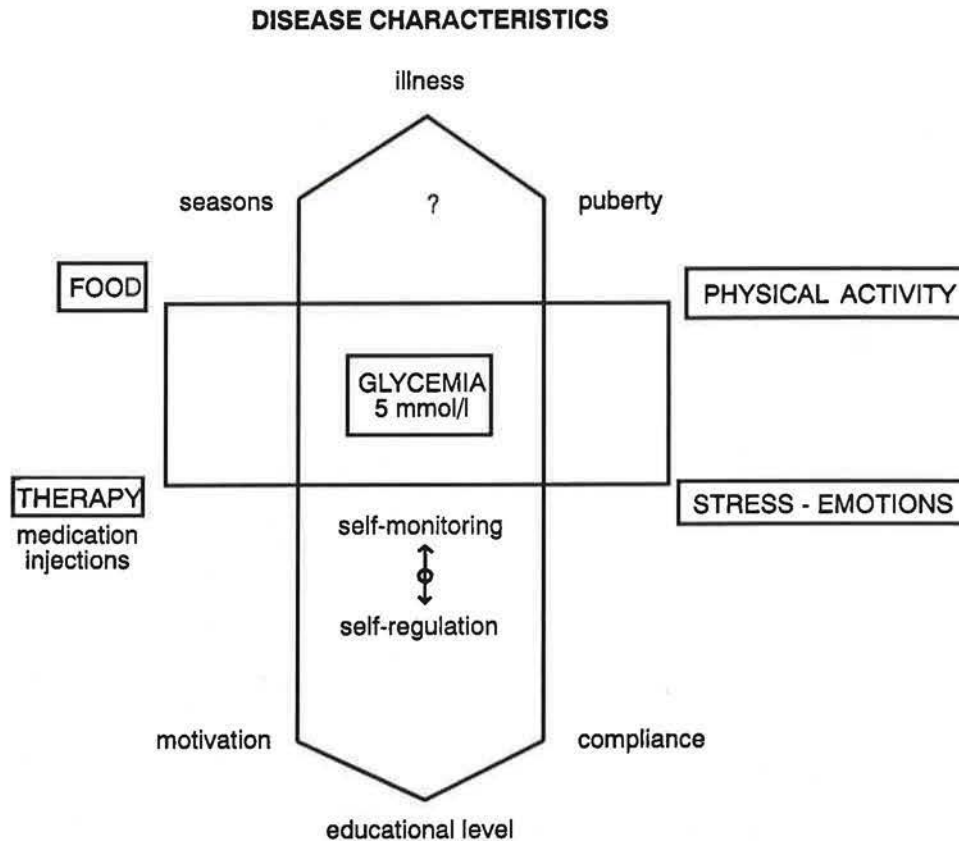 DISEASE CHARACTERISTICS
illness
seasons
?
puberty
FOOD
PHYSICAL ACTIVITY
GLYCEMIA
5 mmol/l
THERAPY
medication
injections
STRESS - EMOTIONS
self-monitoring
self-regulation
motivation
compliance
educational level